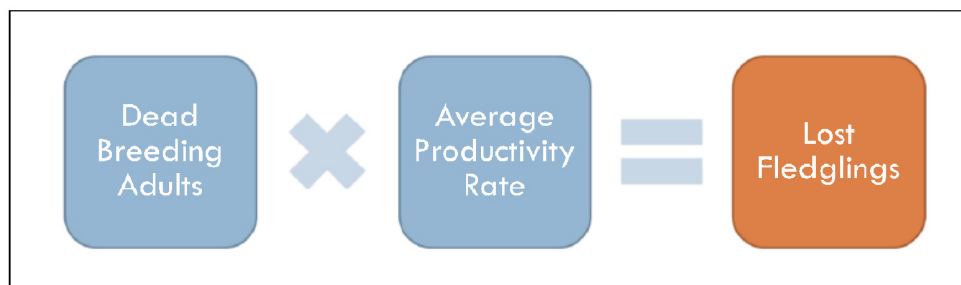 Dead
Breeding
Adults
Average
Productivity
Rate
Lost
Fledglings